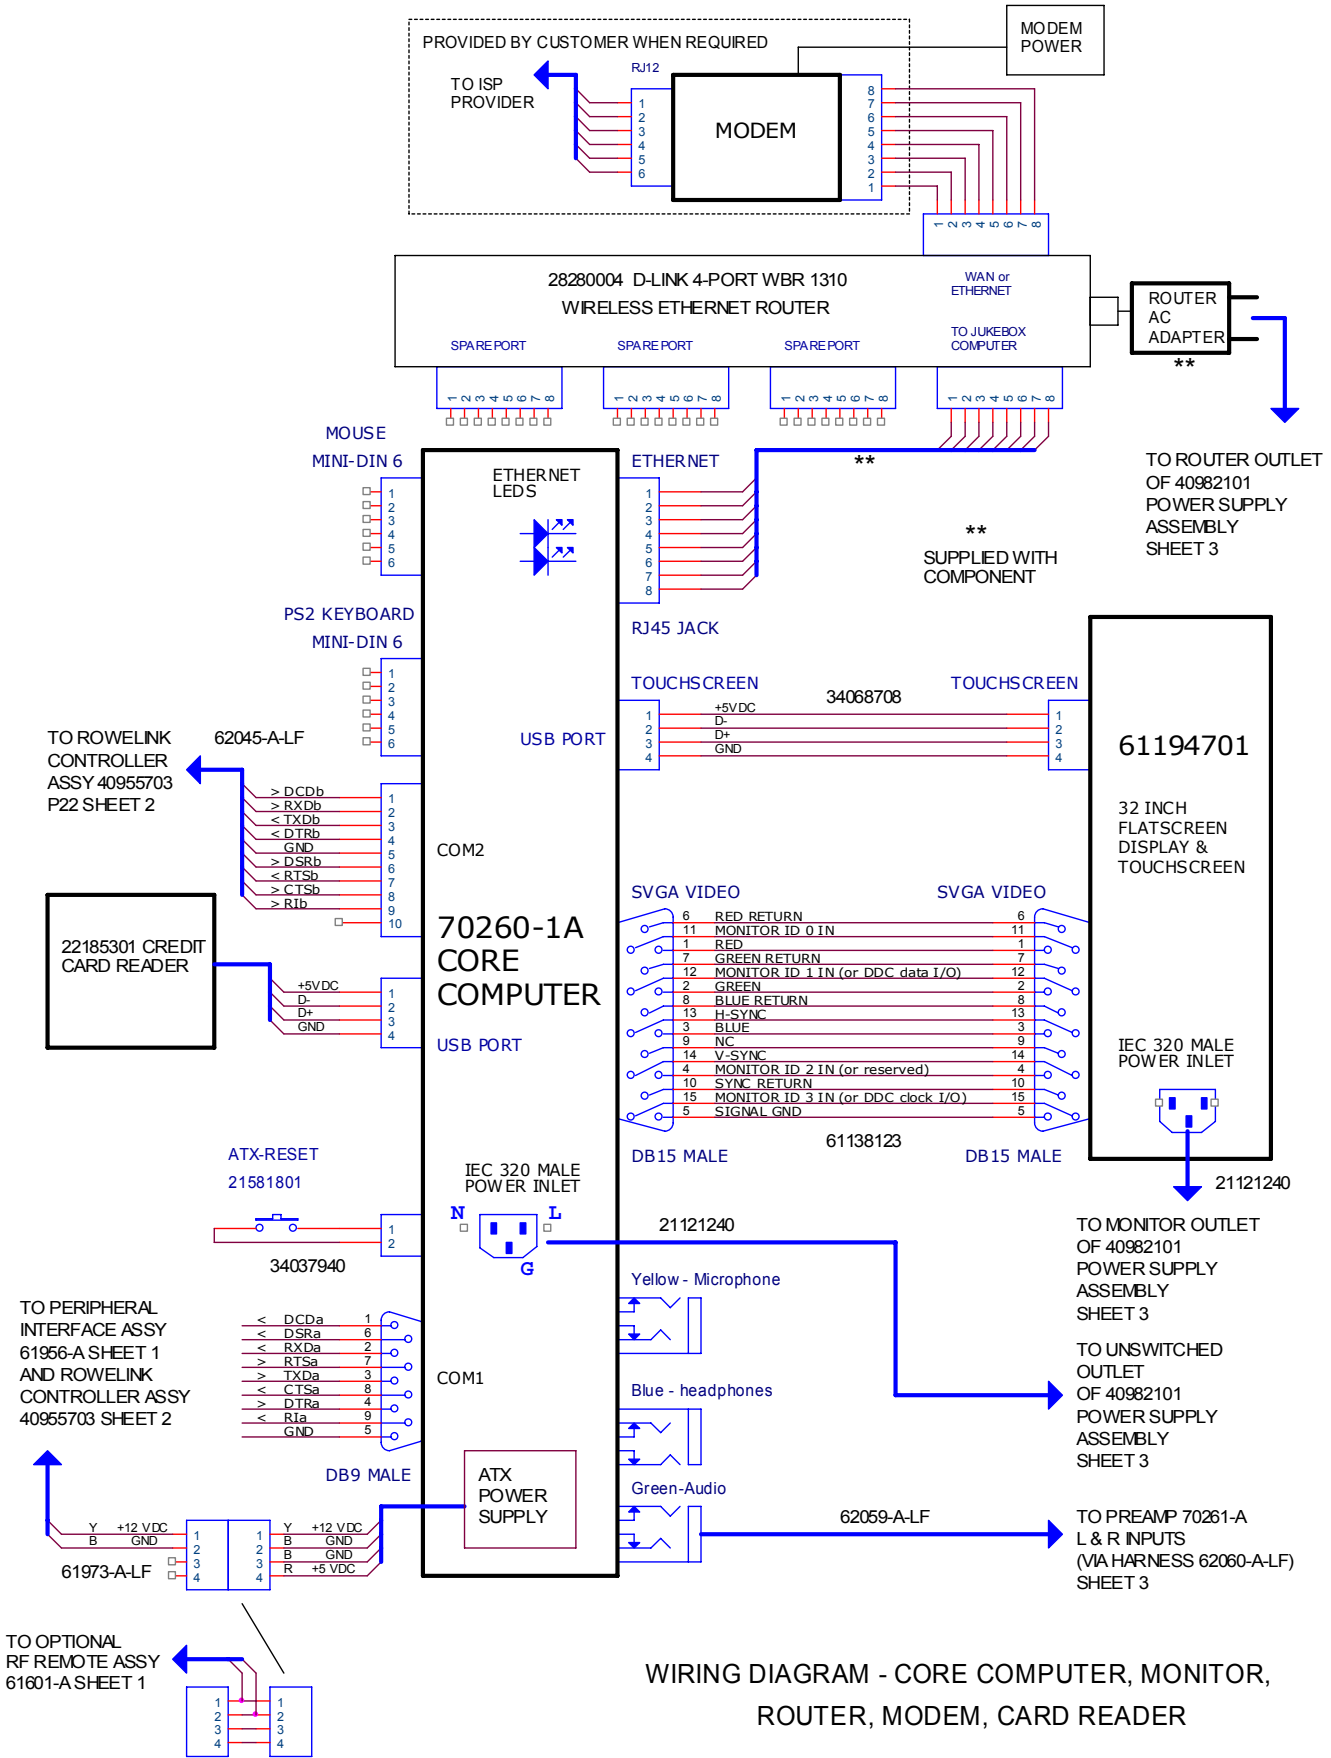 PROVIDED BY CUSTOMER WHEN REQUIRED
MODEM
POWER
TO ISP
PROVIDER
RJ12
MODEM
1
2
3
4
5
6
8
7
6
5
4
3
2
1
1 2 3 4 5 6 7 8
28280004 D-LINK 4-PORT WBR 1310
WIRELESS ETHERNET ROUTER
WAN or
ETHERNET
TO JUKEBOX
COMPUTER
SPARE PORT
SPARE PORT
SPARE PORT
ROUTER
AC
ADAPTER
**
1 2 3 4 5 6 7 8
1 2 3 4 5 6 7 8
1 2 3 4 5 6 7 8
1 2 3 4 5 6 7 8
TO ROUTER OUTLET
OF 40982101
POWER SUPPLY
ASSEMBLY
SHEET 3
MOUSE
MINI-DIN 6
1
2
3
4
5
6
ETHERNET
LEDS
ETHERNET
1
2
3
4
5
6
7
8
RJ45 JACK
**
**
SUPPLIED WITH
COMPONENT
PS2 KEYBOARD
MINI-DIN 6
1
2
3
4
5
6
USB PORT
TOUCHSCREEN
1
2
3
4
34068708
+5VDC
D-
D+
GND
TOUCHSCREEN
1
2
3
4
61194701
32 INCH
FLATSCREEN
DISPLAY &
TOUCHSCREEN
IEC 320 MALE
POWER INLET
21121240
TO MONITOR OUTLET
OF 40982101
POWER SUPPLY
ASSEMBLY
SHEET 3
TO ROWELINK
CONTROLLER
ASSY 40955703
P22 SHEET 2
62045-A-LF
> DCDb 1
> RXDb 2
< TXDb 3
< DTRb 4
GND 5
> DSRb 6
< RTSb 7
> CTSb 8
> RIb 9
10
COM2
70260-1A
CORE
COMPUTER
22185301 CREDIT
CARD READER
+5VDC 1
D- 2
D+ 3
GND 4
USB PORT
SVGA VIDEO
SVGA VIDEO
6 RED RETURN 6
11 MONITOR ID 0 IN 11
1 RED 1
7 GREEN RETURN 7
12 MONITOR ID 1 IN (or DDC data I/O) 12
2 GREEN 2
8 BLUE RETURN 8
13 H-SYNC 13
3 BLUE 3
9 NC 9
14 V-SYNC 14
4 MONITOR ID 2 IN (or reserved) 4
10 SYNC RETURN 10
15 MONITOR ID 3 IN (or DDC clock I/O) 15
5 SIGNAL GND 5
61138123
DB15 MALE
DB15 MALE
ATX-RESET
21581801
1
2
34037940
IEC 320 MALE
POWER INLET
N L
G
21121240
TO UNSWITCHED
OUTLET
OF 40982101
POWER SUPPLY
ASSEMBLY
SHEET 3
Yellow - Microphone
Blue - headphones
Green-Audio
62059-A-LF
TO PREAMP 70261-A
L & R INPUTS
(VIA HARNESS 62060-A-LF)
SHEET 3
TO PERIPHERAL
INTERFACE ASSY
61956-A SHEET 1
AND ROWELINK
CONTROLLER ASSY
40955703 SHEET 2
< DCDa 1
< DSRa 6
< RXDa 2
> RTSa 7
> TXDa 3
< CTSa 8
> DTRa 4
< RIa 9
GND 5
COM1
DB9 MALE
ATX
POWER
SUPPLY
Y +12 VDC 1
B GND 2
3
4
1 Y +12 VDC
2 B GND
3 B GND
4 R +5 VDC
61973-A-LF
TO OPTIONAL
RF REMOTE ASSY
61601-A SHEET 1
1 1
2 2
3 3
4 4
WIRING DIAGRAM - CORE COMPUTER, MONITOR,
ROUTER, MODEM, CARD READER